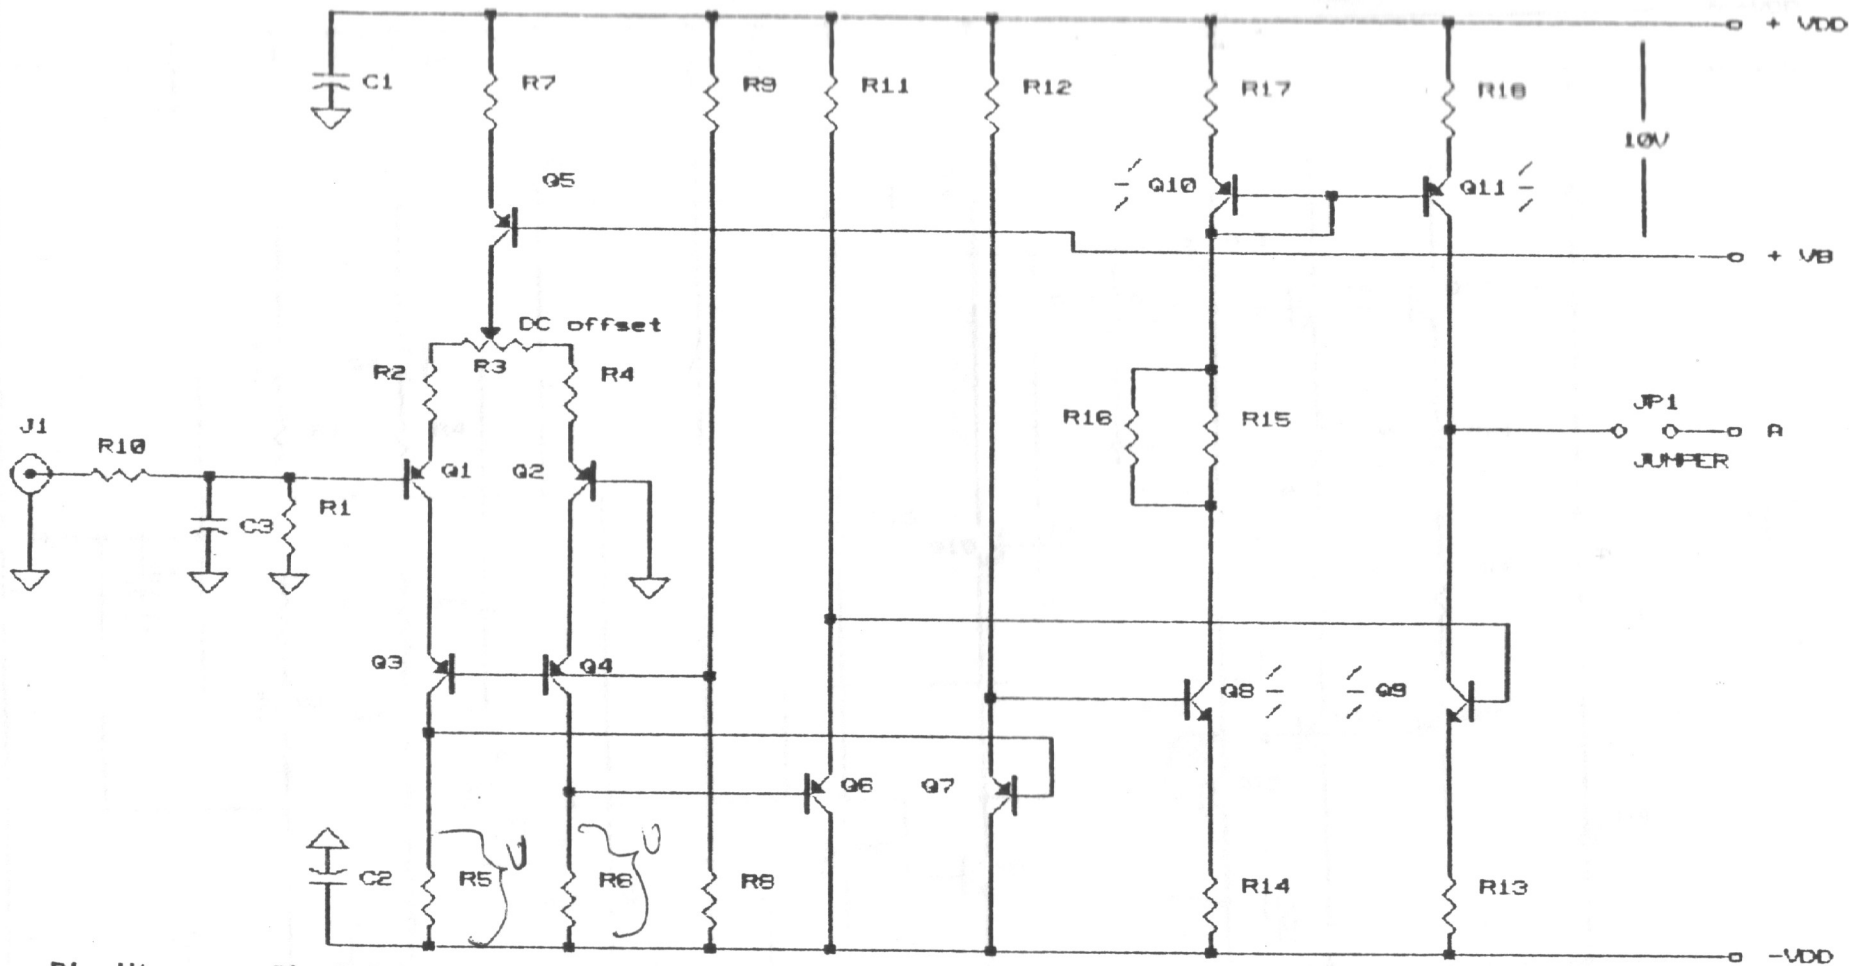 + VDD
C1
R7
R9
R11
R12
R17
R18
10V
Q5
Q10
Q11
+ VB
DC offset
R3
R2
R4
R16
R15
JP1
A
JUMPER
J1
R10
Q1
Q2
C3
R1
Q3
Q4
Q8
Q9
Q6
Q7
C2
R5
U
R6
U
R8
R14
R13
-VDD